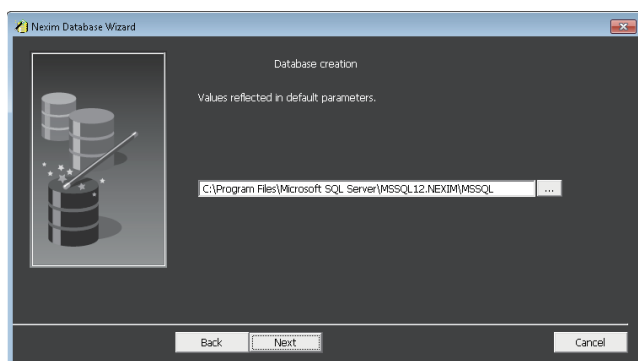 Nexim Database Wizard
Database creation
Values reflected in default parameters.
C:\Program Files\Microsoft SQL Server\MSSQL12.NEXIM\MSSQL
...
Back
Next
Cancel